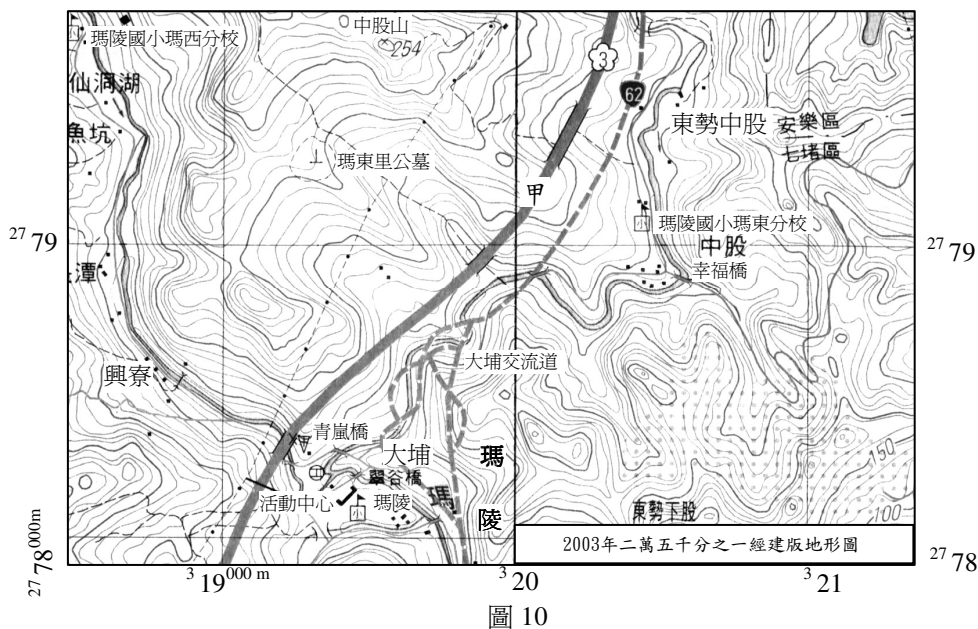 中股山
254
瑪陵國小瑪西分校
小
仙洞湖
魚坑
3
62
東勢中股
安樂區
七堵區
瑪東里公墓
甲
小
瑪陵國小瑪東分校
中股
幸福橋
27 79
27 79
潭
大埔交流道
興寮
青嵐橋
大埔
翠谷橋
瑪
瑪
陵
活動中心
瑪陵
小
150
100
東勢下股
2003年二萬五千分之一經建版地形圖
27 78 000m
27 78
3 19 000 m
3 20
3 21
圖 10